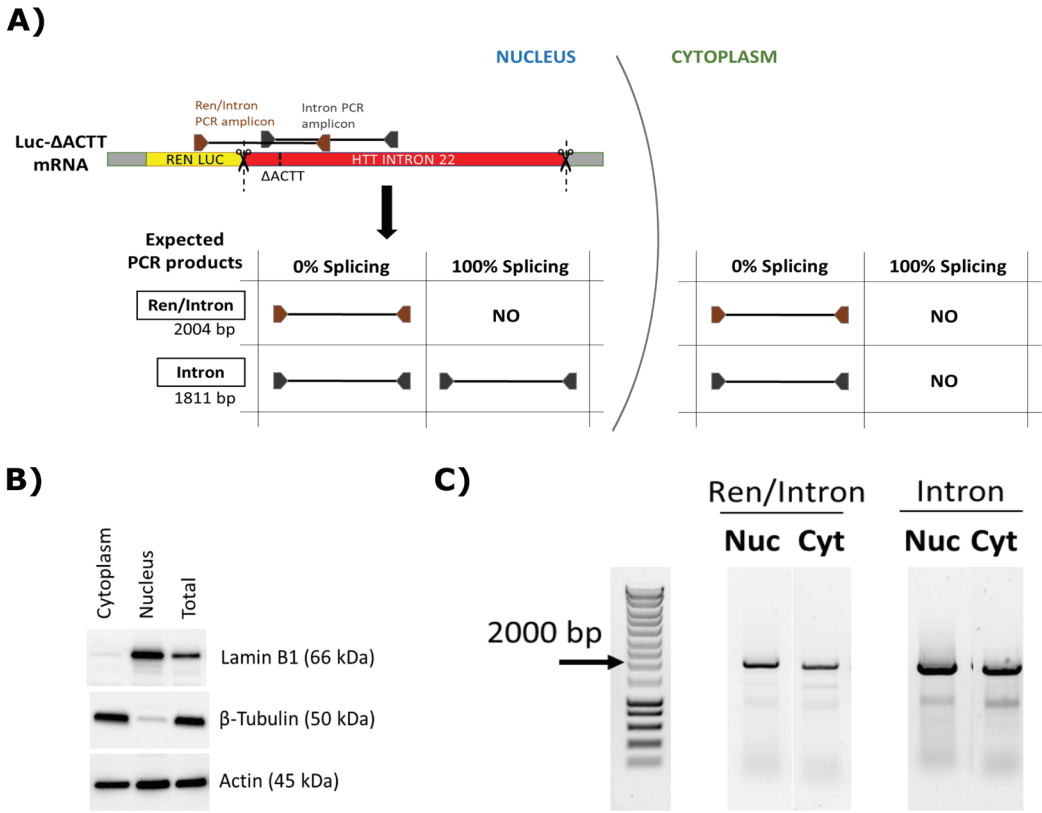 A)
NUCLEUS
CYTOPLASM
Ren/Intron
PCR amplicon
Intron PCR
amplicon
Luc-ΔACTT
mRNA
REN LUC
HTT INTRON 22
ΔACTT
Expected
PCR products
0% Splicing
100% Splicing
0% Splicing
100% Splicing
Ren/Intron
2004 bp
NO
NO
Intron
1811 bp
NO
B)
Cytoplasm
Nucleus
Total
Lamin B1 (66 kDa)
β-Tubulin (50 kDa)
Actin (45 kDa)
C)
Ren/Intron
Intron
Nuc Cyt
Nuc Cyt
2000 bp